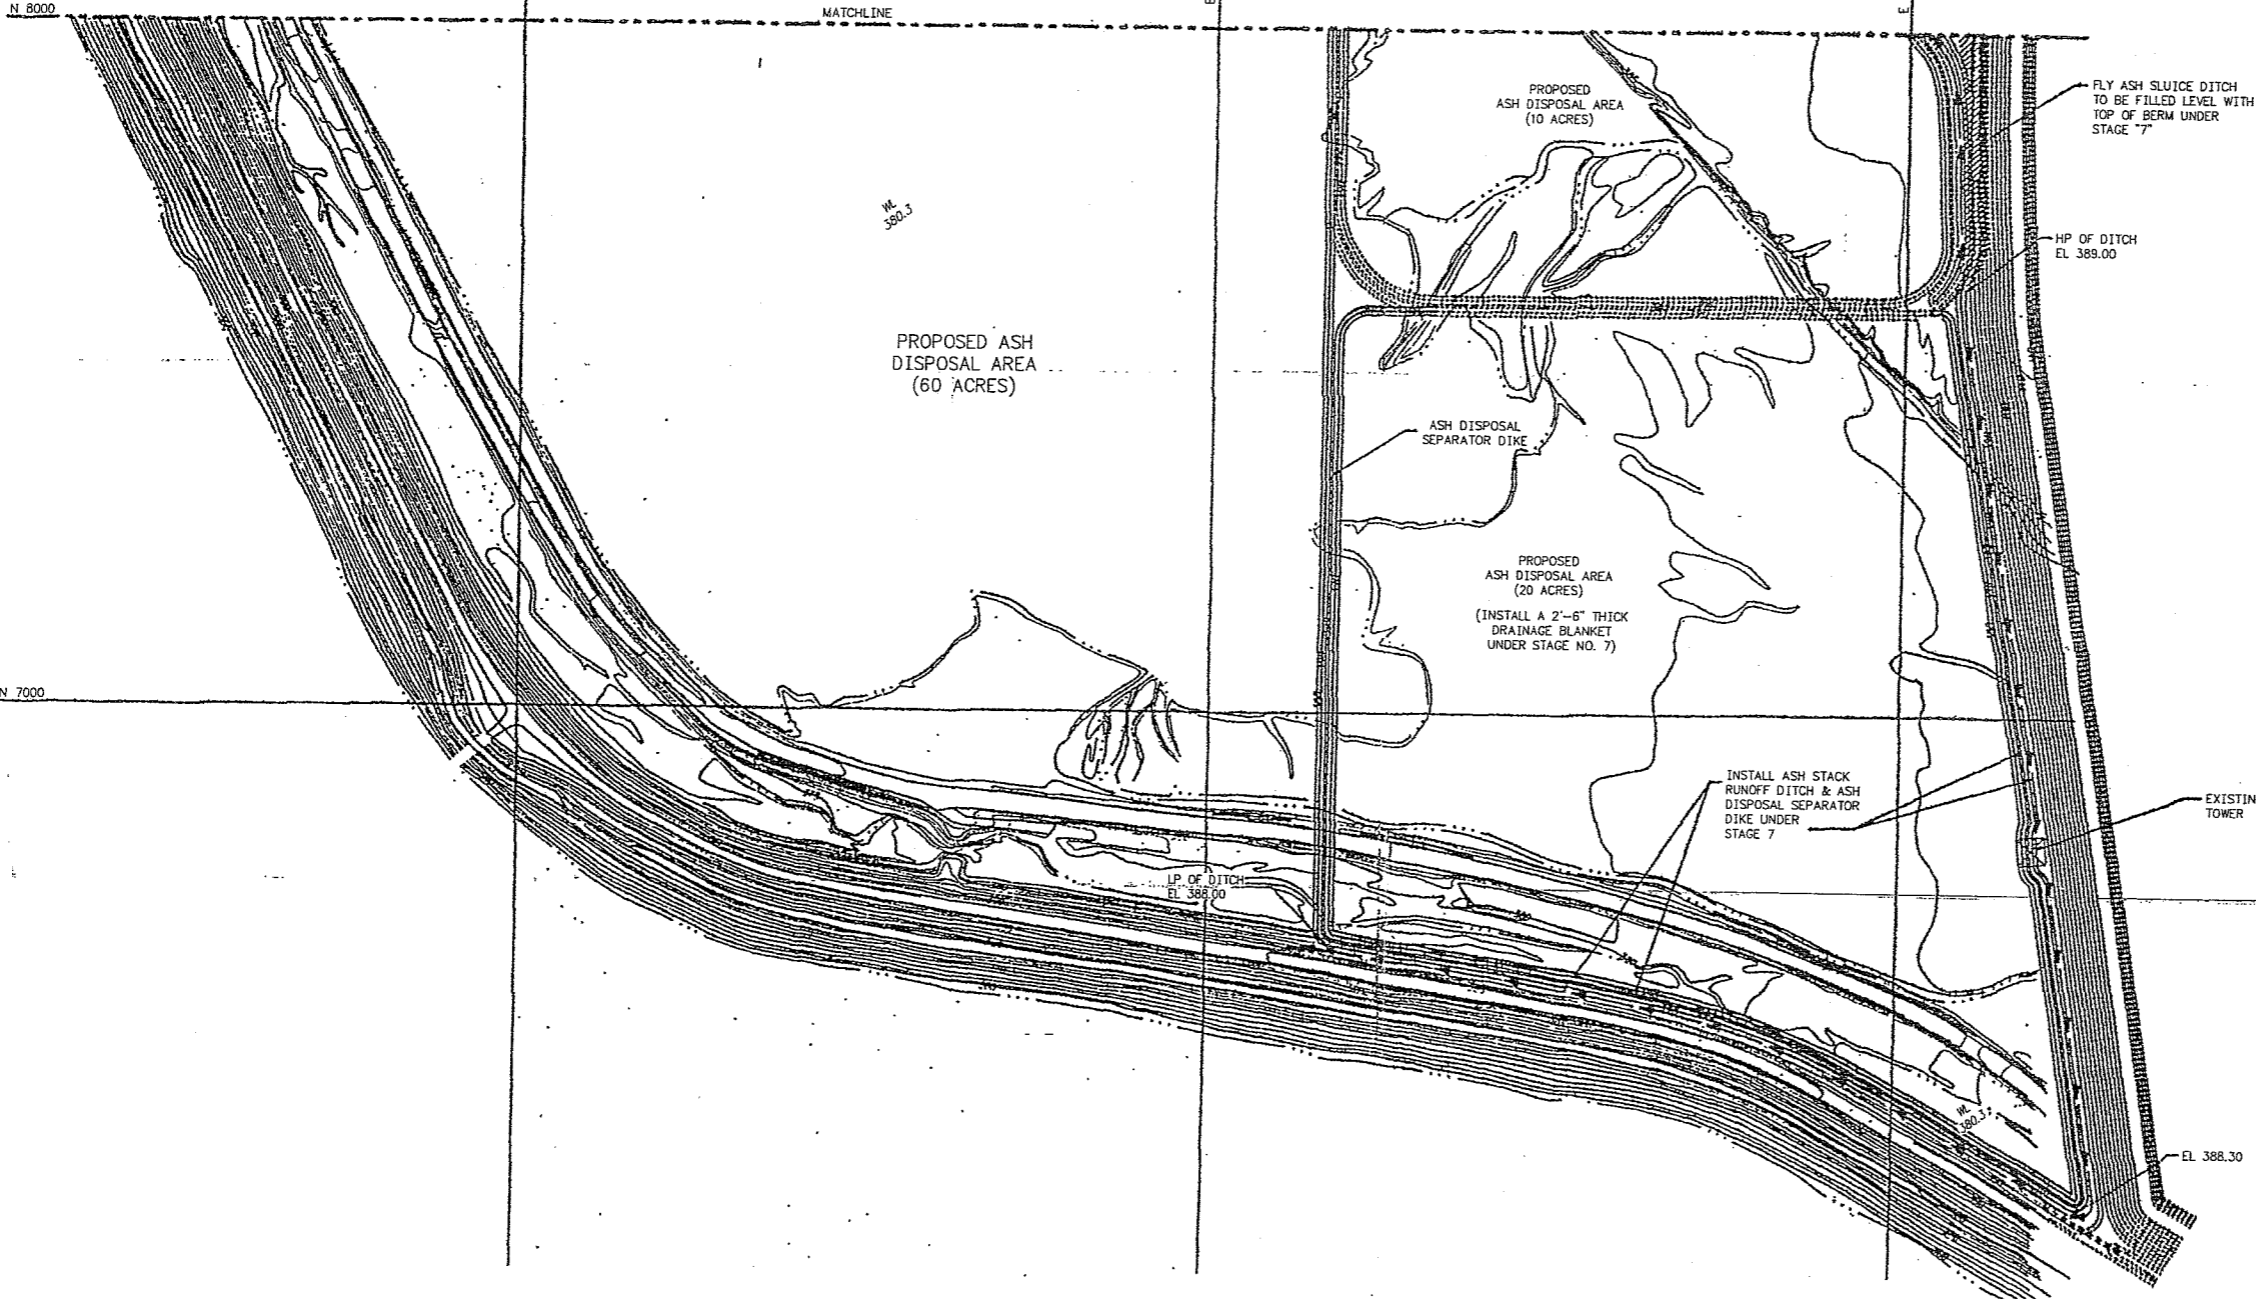 N 8000
MATCHLINE
PROPOSED
ASH DISPOSAL AREA
(10 ACRES)
FLY ASH SLUICE DITCH
TO BE FILLED LEVEL WITH
TOP OF BERM UNDER
STAGE "7"
WL
380.3
HP OF DITCH
EL 389.00
PROPOSED ASH
DISPOSAL AREA
(60 ACRES)
ASH DISPOSAL
SEPARATOR DIKE
PROPOSED
ASH DISPOSAL AREA
(20 ACRES)
(INSTALL A 2'-6" THICK
DRAINAGE BLANKET
UNDER STAGE NO. 7)
N 7000
INSTALL ASH STACK
RUNOFF DITCH & ASH
DISPOSAL SEPARATOR
DIKE UNDER
STAGE 7
EXISTIN
TOWER
LP OF DITCH
EL 388.00
WL
380.3
EL 388.30